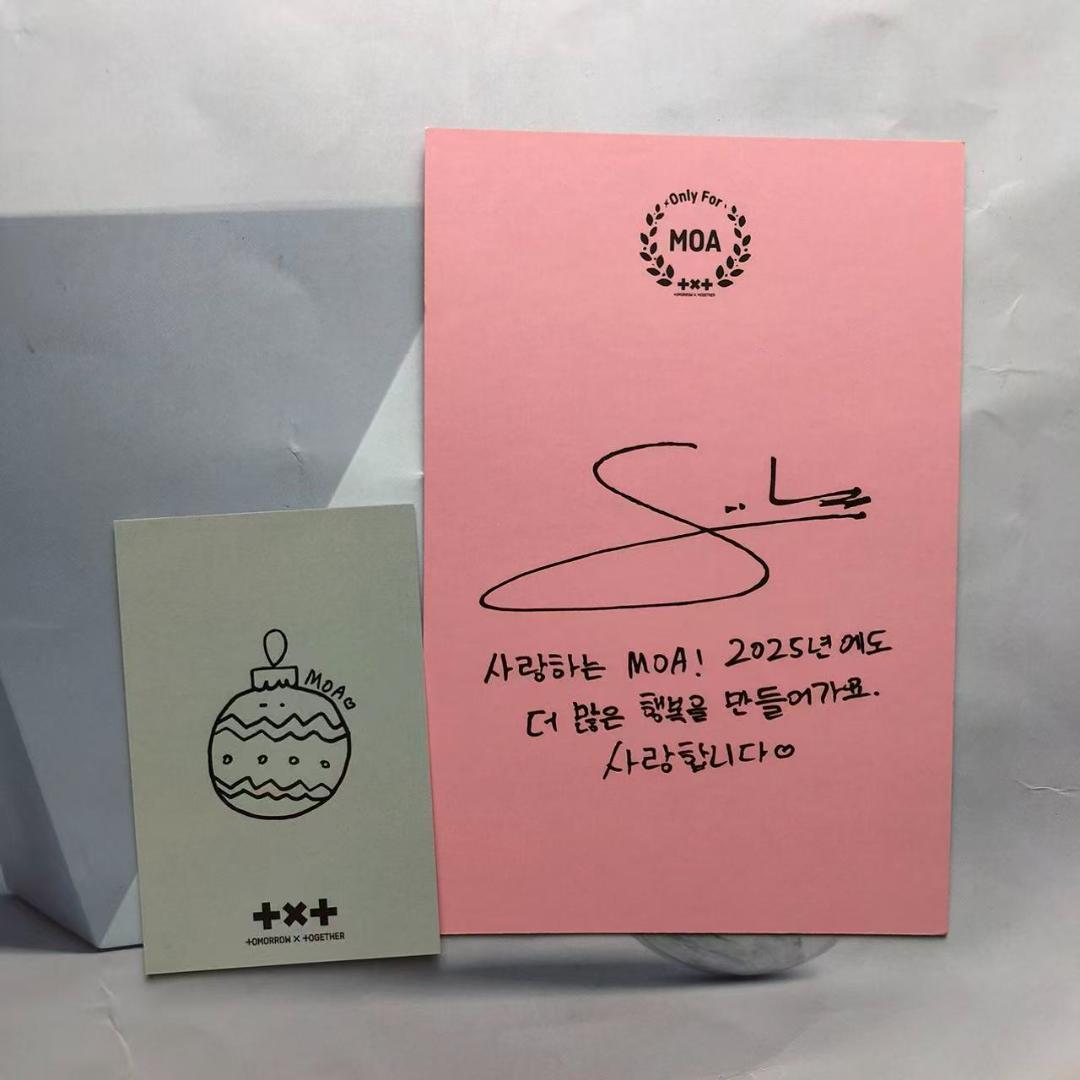 Only For
MOA
TOMORROW X TOGETHER
사랑하는 MOA! 2025년에도
더 많은 행복을 만들어가요.
사랑합니다♡
MOA♡
TOMORROW X TOGETHER